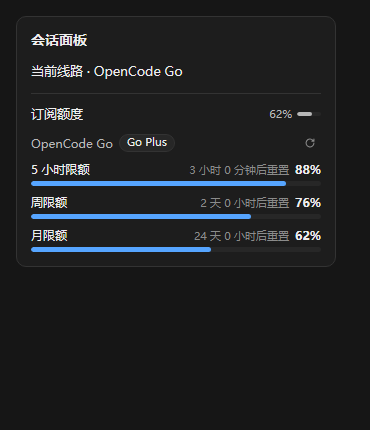 会话面板
当前线路 · OpenCode Go
订阅额度 62%
OpenCode Go Go Plus
5 小时限额 3 小时 0 分钟后重置 88%
周限额 2 天 0 小时后重置 76%
月限额 24 天 0 小时后重置 62%